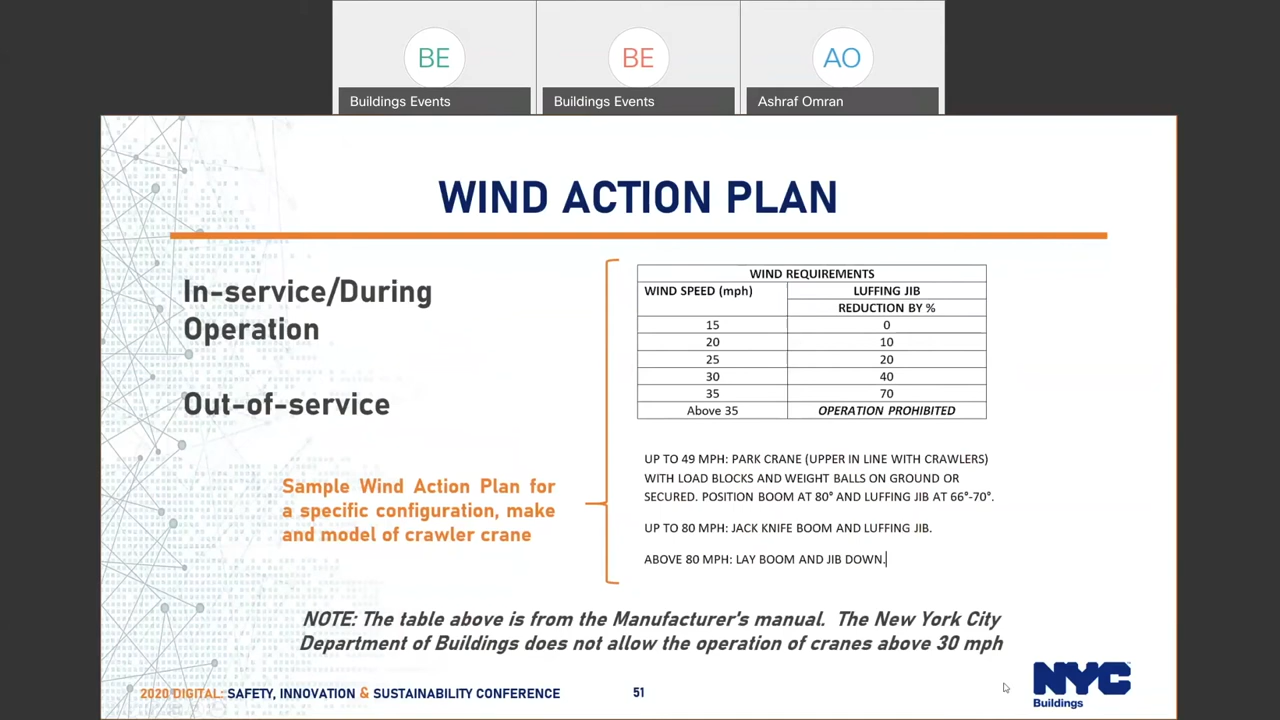 BE
BE
AO
Buildings Events
Buildings Events
Ashraf Omran
WIND ACTION PLAN
In-service/During
Operation
Out-of-service
Sample Wind Action Plan for
a specific configuration, make
and model of crawler crane
WIND REQUIREMENTS
WIND SPEED (mph) LUFFING JIB
REDUCTION BY %
15 0
20 10
25 20
30 40
35 70
Above 35 OPERATION PROHIBITED
UP TO 49 MPH: PARK CRANE (UPPER IN LINE WITH CRAWLERS)
WITH LOAD BLOCKS AND WEIGHT BALLS ON GROUND OR
SECURED. POSITION BOOM AT 80° AND LUFFING JIB AT 66°-70°.
UP TO 80 MPH: JACK KNIFE BOOM AND LUFFING JIB.
ABOVE 80 MPH: LAY BOOM AND JIB DOWN.
NOTE: The table above is from the Manufacturer's manual. The New York City
Department of Buildings does not allow the operation of cranes above 30 mph
2020 DIGITAL: SAFETY, INNOVATION & SUSTAINABILITY CONFERENCE
51
NYC
Buildings